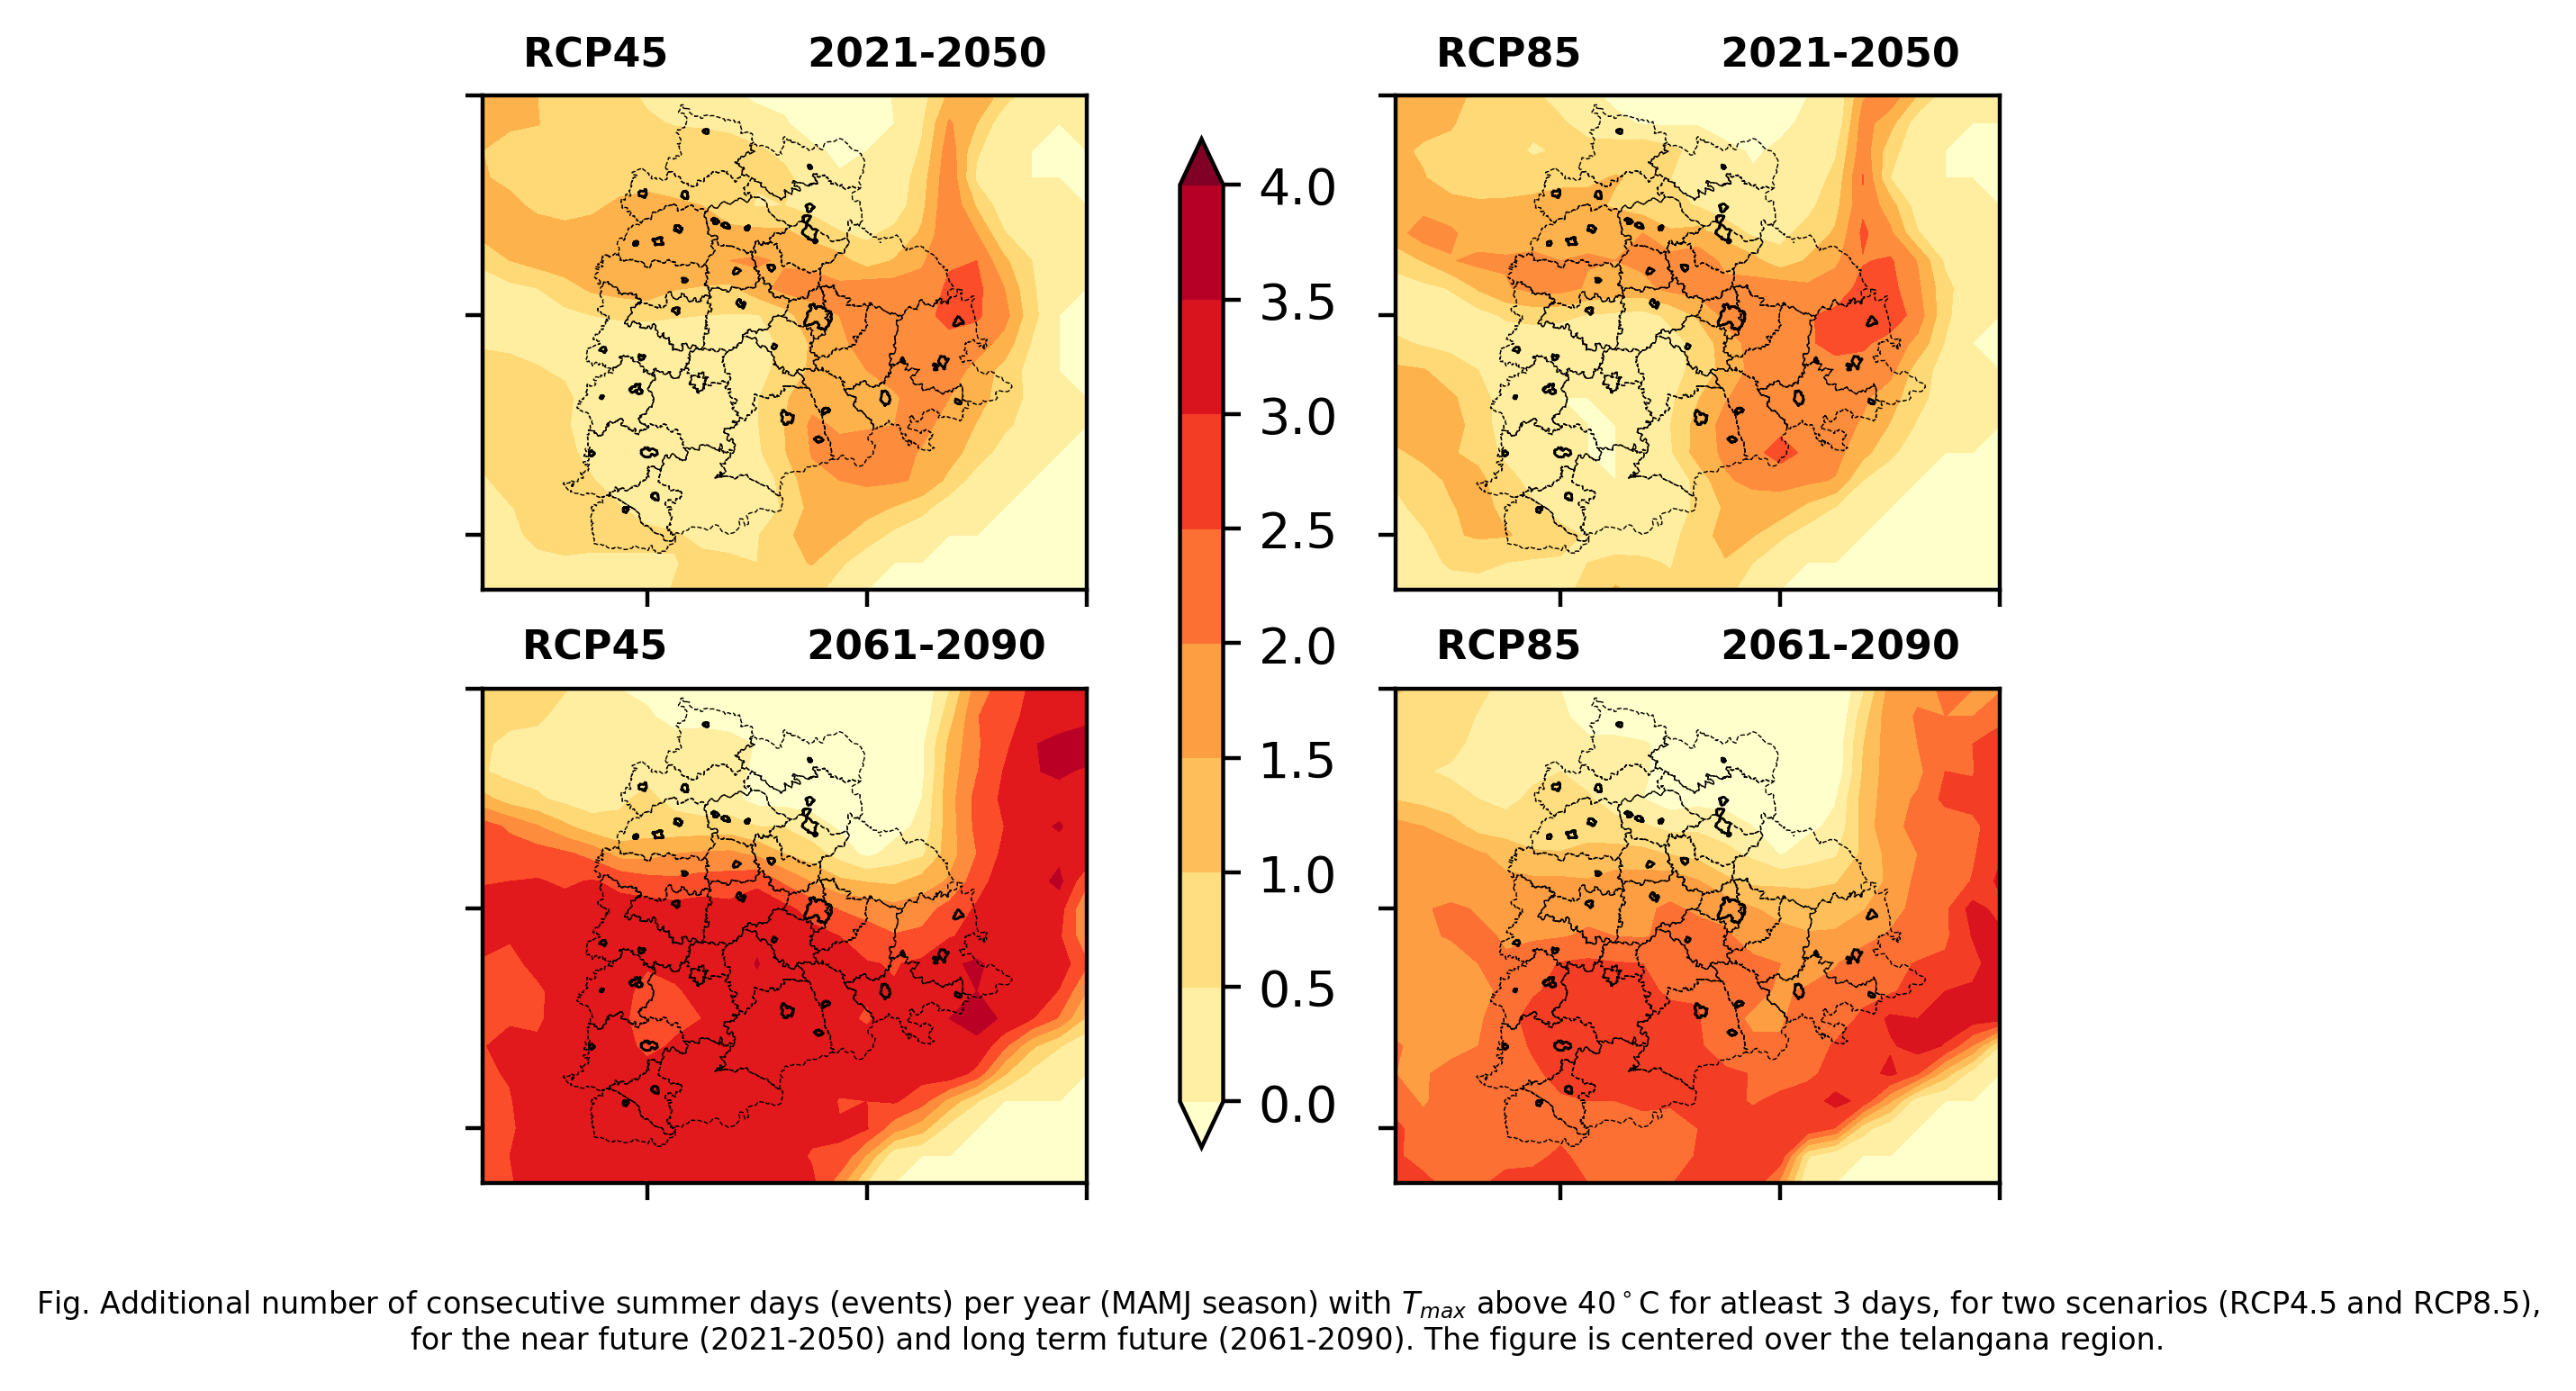 RCP45 2021-2050
RCP85 2021-2050
4.0
3.5
3.0
2.5
2.0
1.5
1.0
0.5
0.0
RCP45 2061-2090
RCP85 2061-2090
Fig. Additional number of consecutive summer days (events) per year (MAMJ season) with T_max above 40°C for atleast 3 days, for two scenarios (RCP4.5 and RCP8.5),
for the near future (2021-2050) and long term future (2061-2090). The figure is centered over the telangana region.